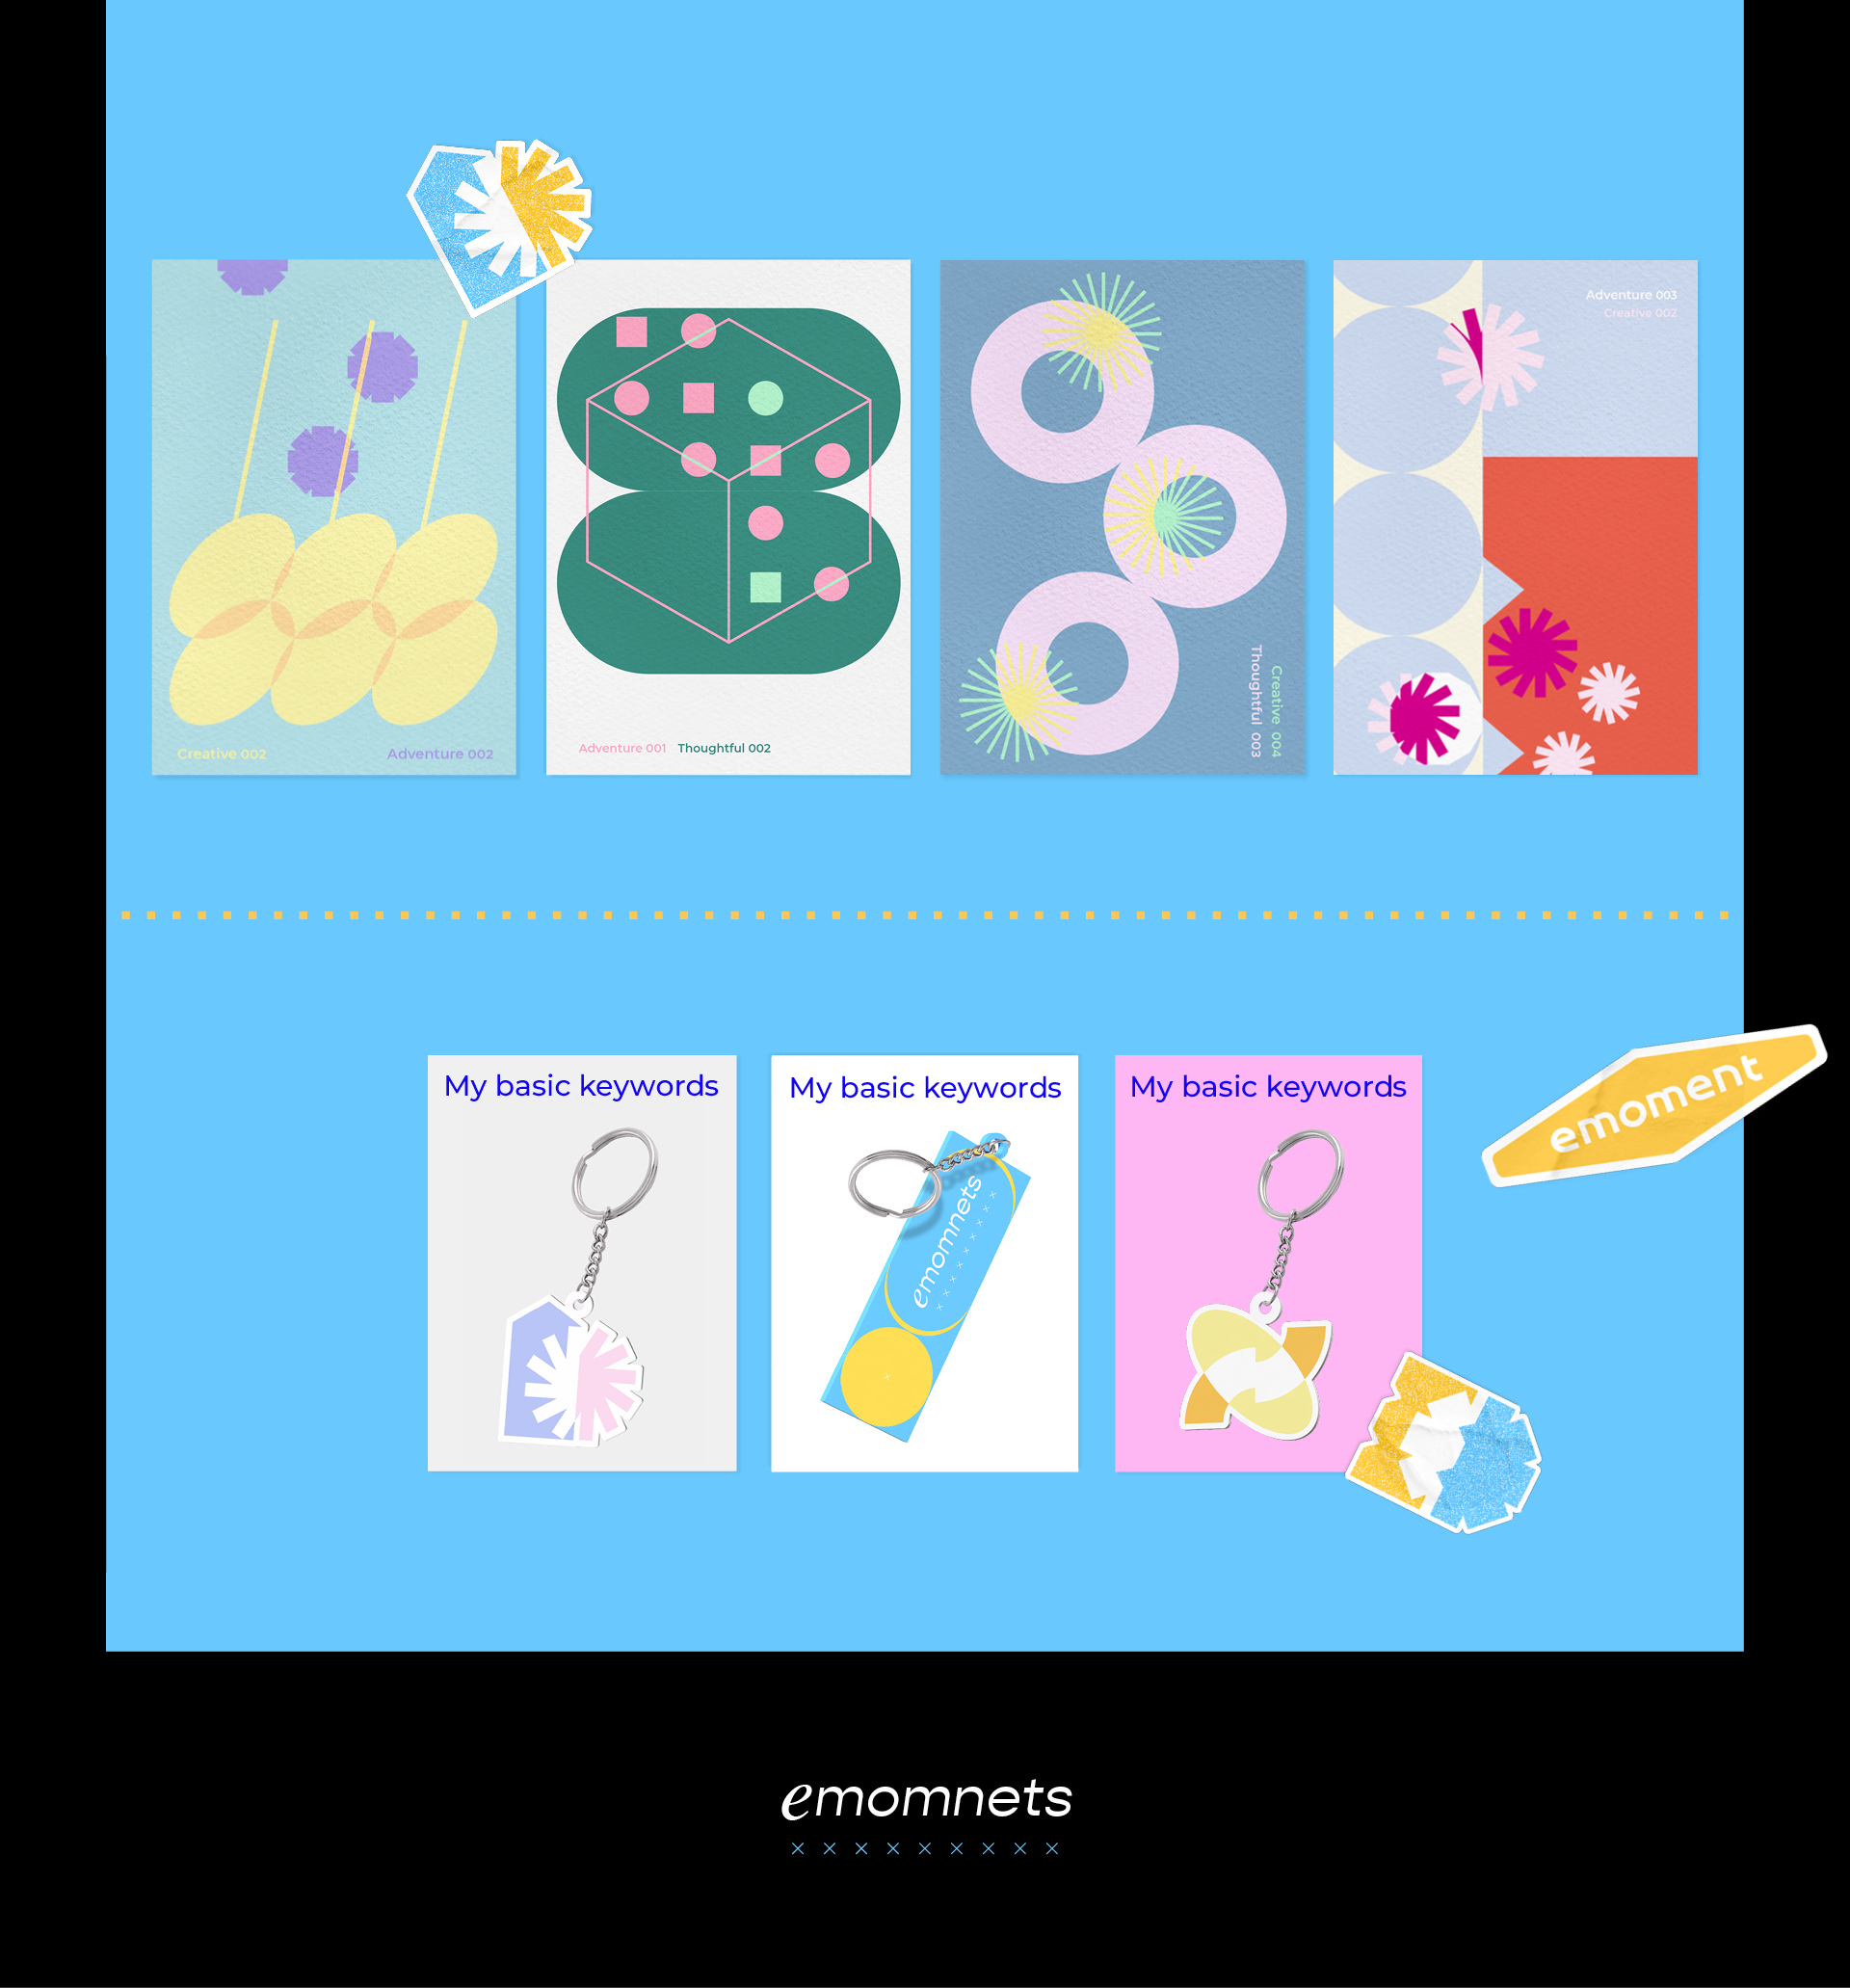 Adventure 003
Creative 002
Creative 002
Adventure 002
Adventure 001 Thoughtful 002
Creative 004
Thoughtful 003
emoment
My basic keywords
My basic keywords
My basic keywords
emomnets
emomnets